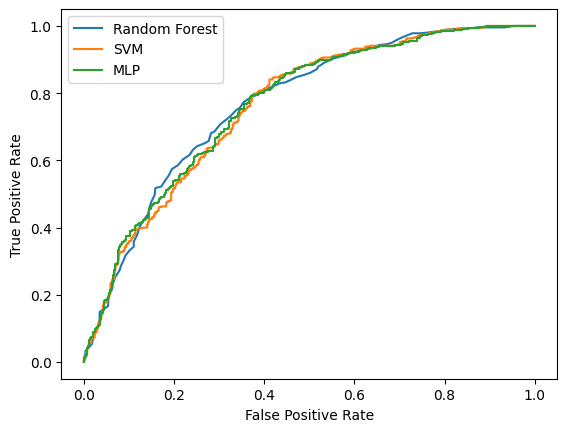 Random Forest
SVM
MLP
True Positive Rate
1.0
0.8
0.6
0.4
0.2
0.0
0.0 0.2 0.4 0.6 0.8 1.0
False Positive Rate